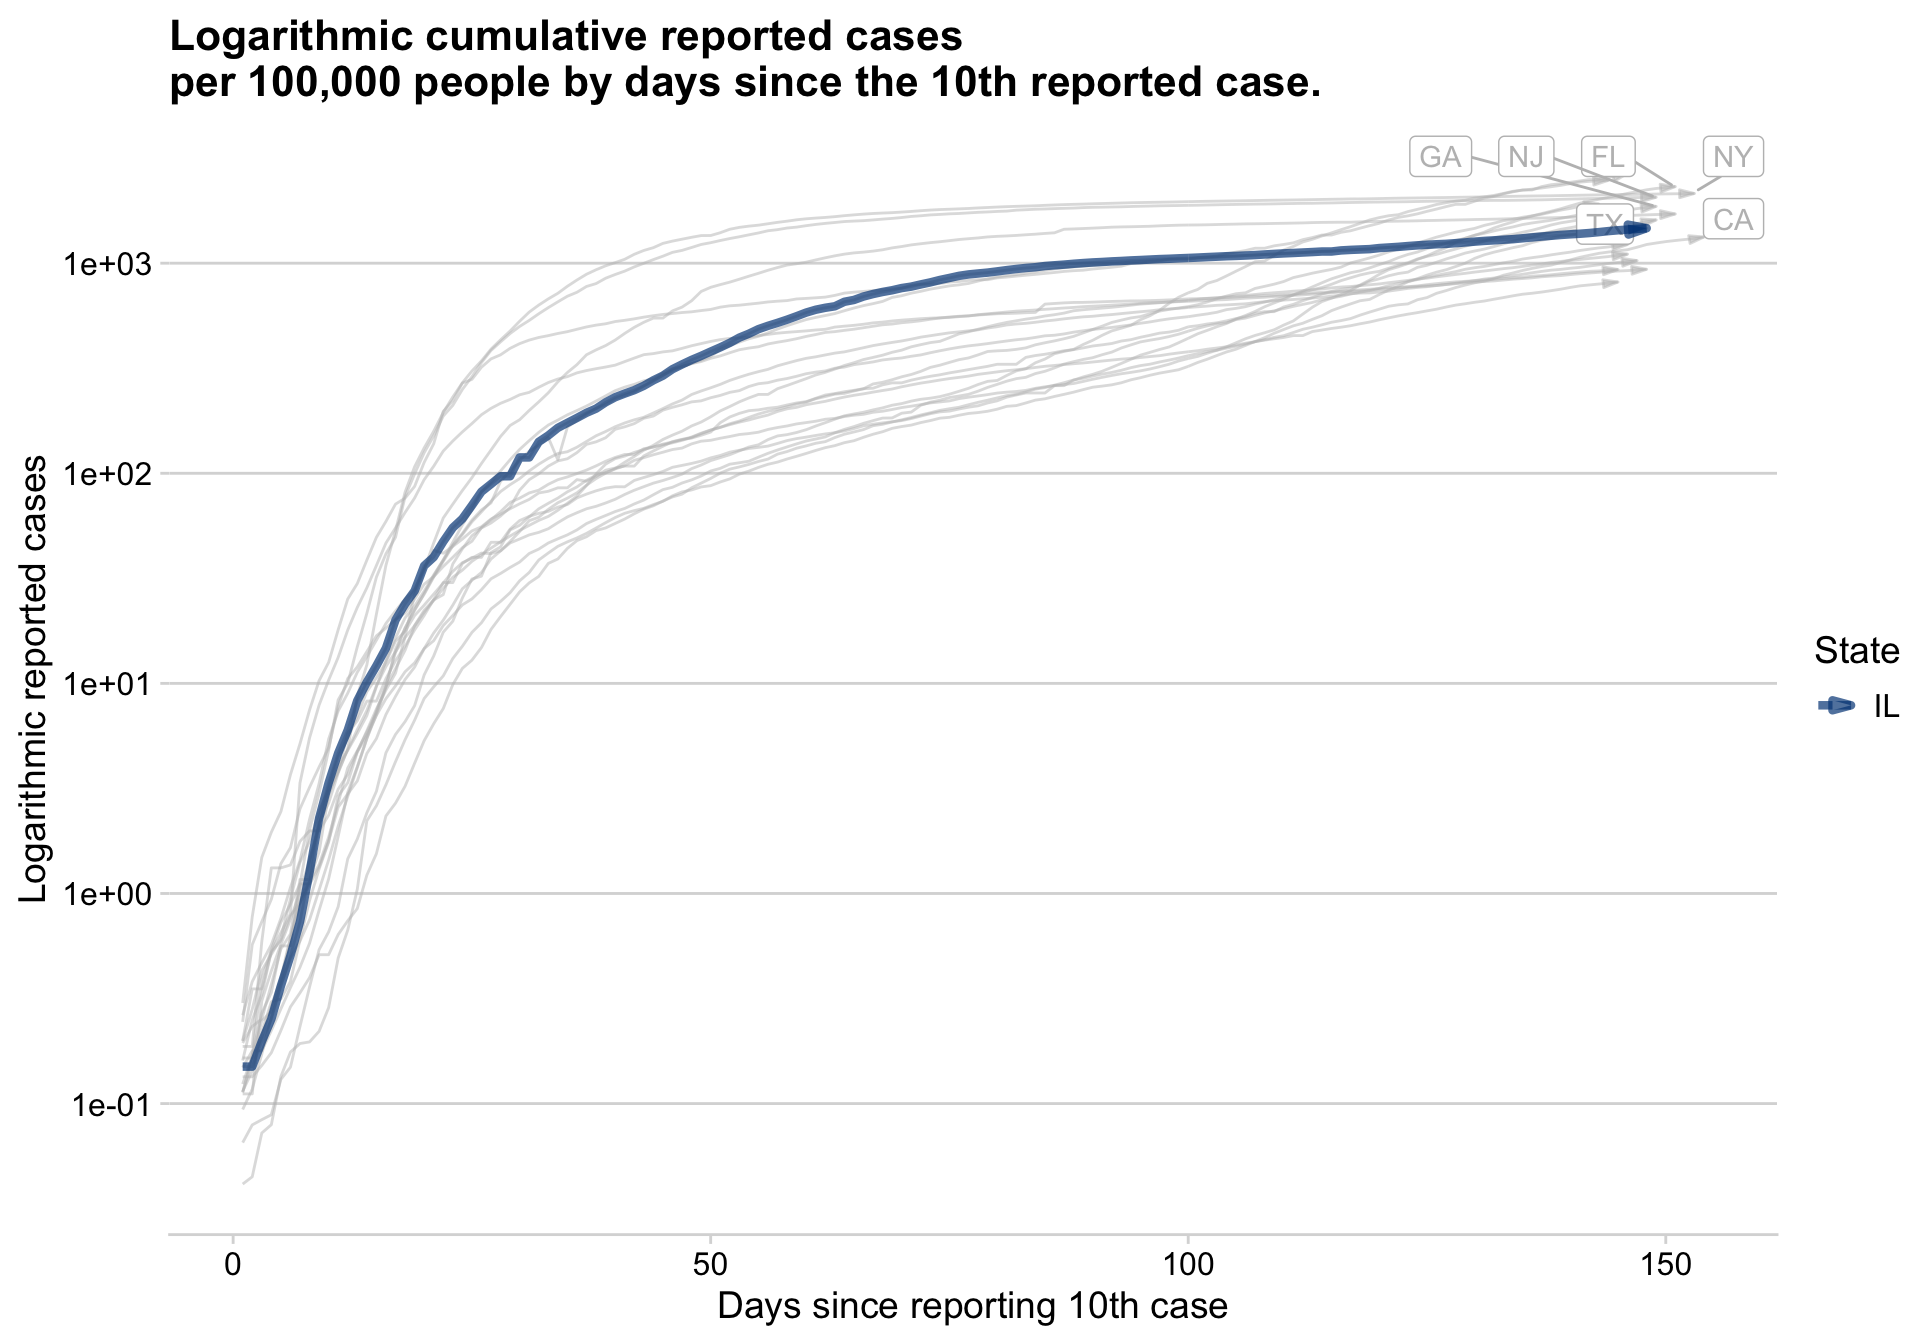 Logarithmic cumulative reported cases
per 100,000 people by days since the 10th reported case.
GA NJ FL NY
TX CA
1e+03
1e+02
1e+01
1e+00
1e-01
Logarithmic reported cases
0 50 100 150
Days since reporting 10th case
State
IL